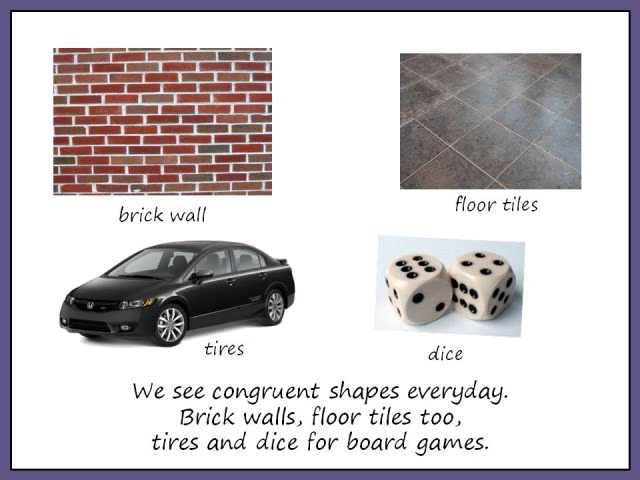 brick wall
floor tiles
tires
dice
We see congruent shapes everyday.
Brick walls, floor tiles too,
tires and dice for board games.